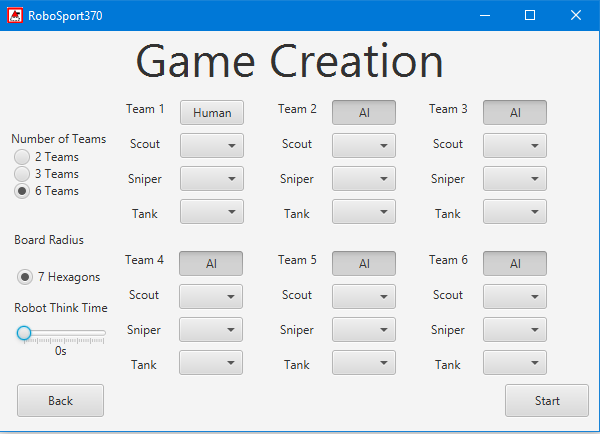 RoboSport370
Game Creation
Team 1 Human Team 2 AI Team 3 AI
Number of Teams
Scout Scout Scout
2 Teams
3 Teams
Sniper Sniper Sniper
6 Teams
Tank Tank Tank
Board Radius
Team 4 AI Team 5 AI Team 6 AI
7 Hexagons
Scout Scout Scout
Robot Think Time
Sniper Sniper Sniper
0s
Tank Tank Tank
Back Start